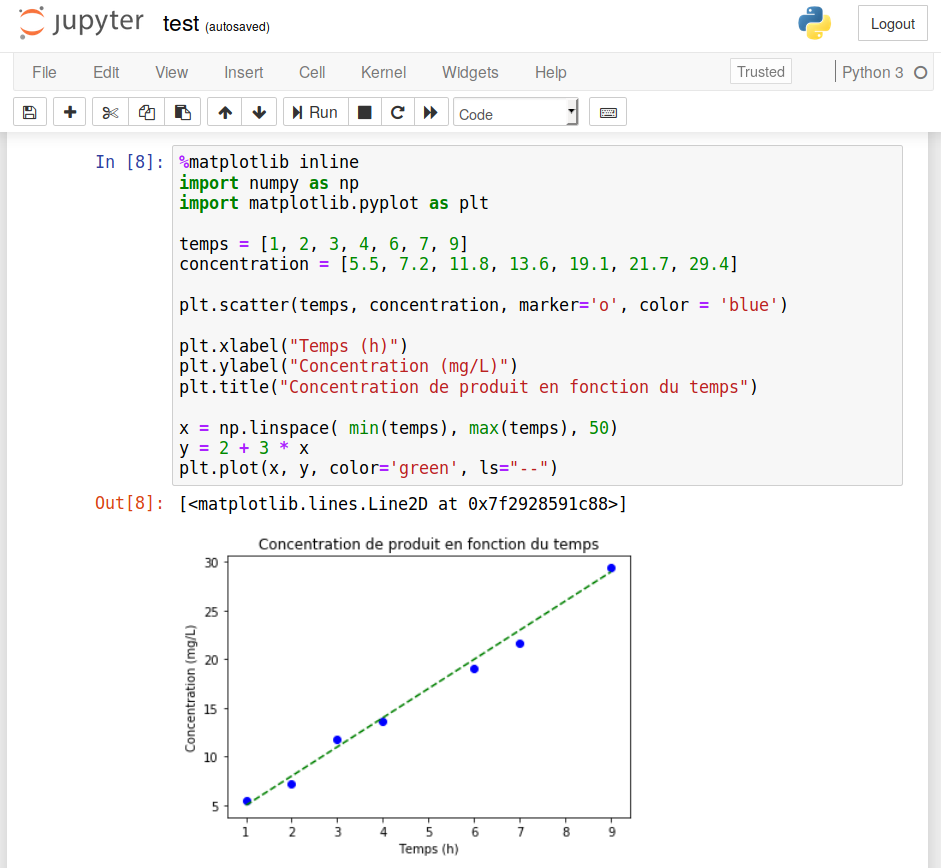 jupyter test (autosaved) Logout
File Edit View Insert Cell Kernel Widgets Help Trusted Python 3
Run Code
In [8]: %matplotlib inline
import numpy as np
import matplotlib.pyplot as plt
temps = [1, 2, 3, 4, 6, 7, 9]
concentration = [5.5, 7.2, 11.8, 13.6, 19.1, 21.7, 29.4]
plt.scatter(temps, concentration, marker='o', color = 'blue')
plt.xlabel("Temps (h)")
plt.ylabel("Concentration (mg/L)")
plt.title("Concentration de produit en fonction du temps")
x = np.linspace( min(temps), max(temps), 50)
y = 2 + 3 * x
plt.plot(x, y, color='green', ls="--")
Out[8]: [<matplotlib.lines.Line2D at 0x7f2928591c88>]
Concentration de produit en fonction du temps
30
25
20
15
10
5
Concentration (mg/L)
1 2 3 4 5 6 7 8 9
Temps (h)